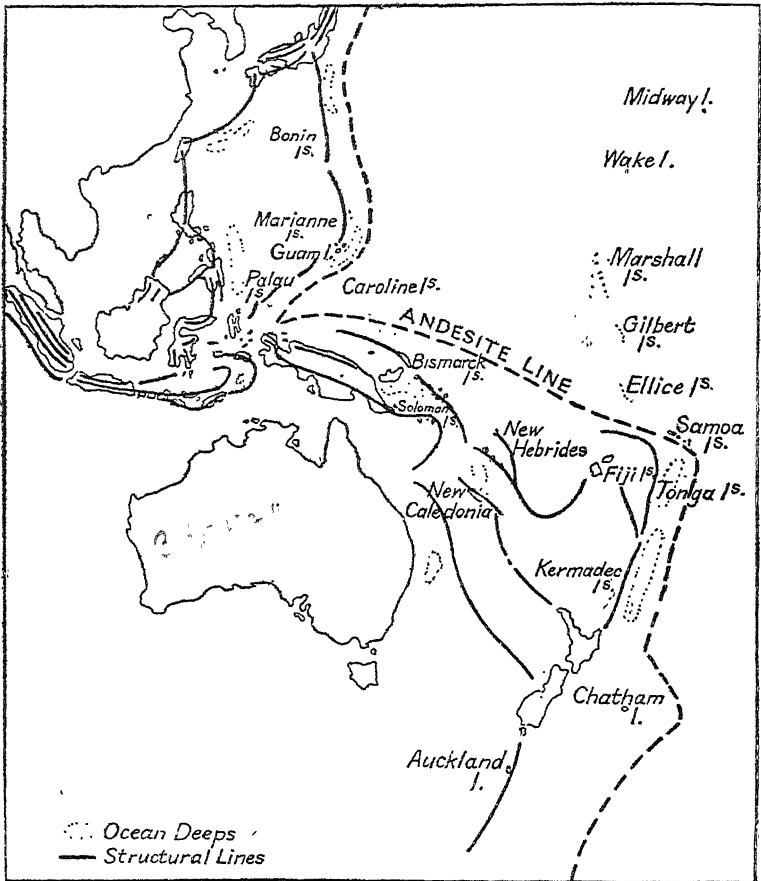 Midway I.
Bonin
Is.
Wake I.
Marianne
Is.
Guam I.
Palau
Is.
Caroline Is.
Marshall
Is.
Gilbert
Is.
ANDESITE LINE
Bismarck
Is.
Ellice Is.
Solomon
Is.
Samoa
Is.
New
Hebrides
Fiji Is.
Tonga Is.
New
Caledonia
Kermadec
Is.
Chatham
I.
Auckland
I.
Ocean Deeps
Structural Lines